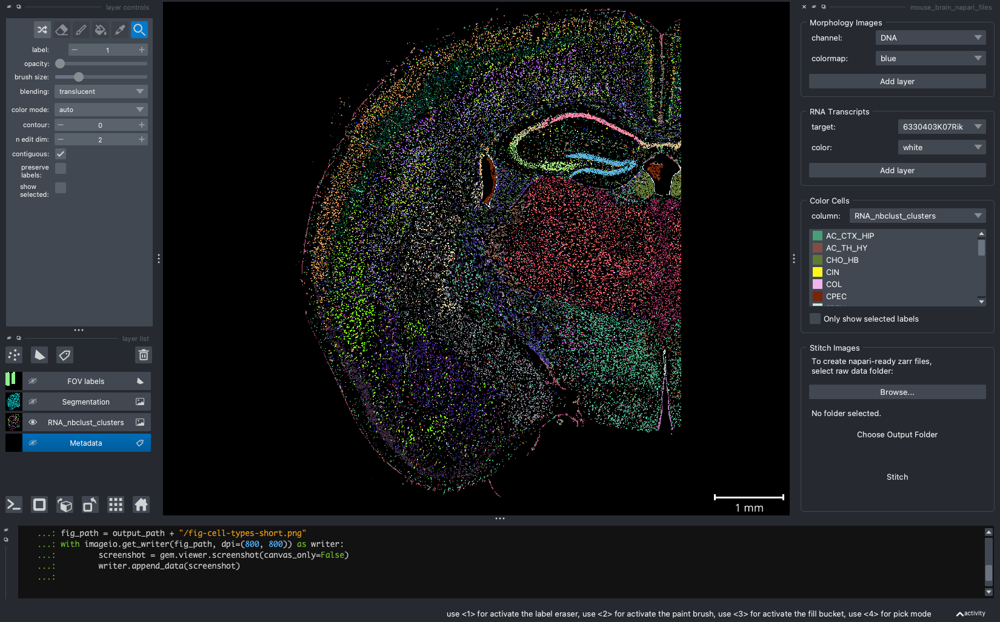 layer controls
label:
1
opacity:
brush size:
blending:
translucent
color mode:
auto
contour:
0
n edit dim:
2
contiguous:
preserve
labels:
show
selected:
layer list
FOV labels
Segmentation
RNA_nbclust_clusters
Metadata
1 mm
mouse_brain_napari_files
Morphology Images
channel:
DNA
colormap:
blue
Add layer
RNA Transcripts
target:
6330403K07Rik
color:
white
Add layer
Color Cells
column:
RNA_nbclust_clusters
AC_CTX_HIP
AC_TH_HY
CHO_HB
CIN
COL
CPEC
Only show selected labels
Stitch Images
To create napari-ready zarr files,
select raw data folder:
Browse...
No folder selected.
Choose Output Folder
Stitch
...: fig_path = output_path + "/fig-cell-types-short.png"
...: with imageio.get_writer(fig_path, dpi=(800, 800)) as writer:
...: screenshot = gem.viewer.screenshot(canvas_only=False)
...: writer.append_data(screenshot)
...:
use <1> for activate the label eraser, use <2> for activate the paint brush, use <3> for activate the fill bucket, use <4> for pick mode
activity